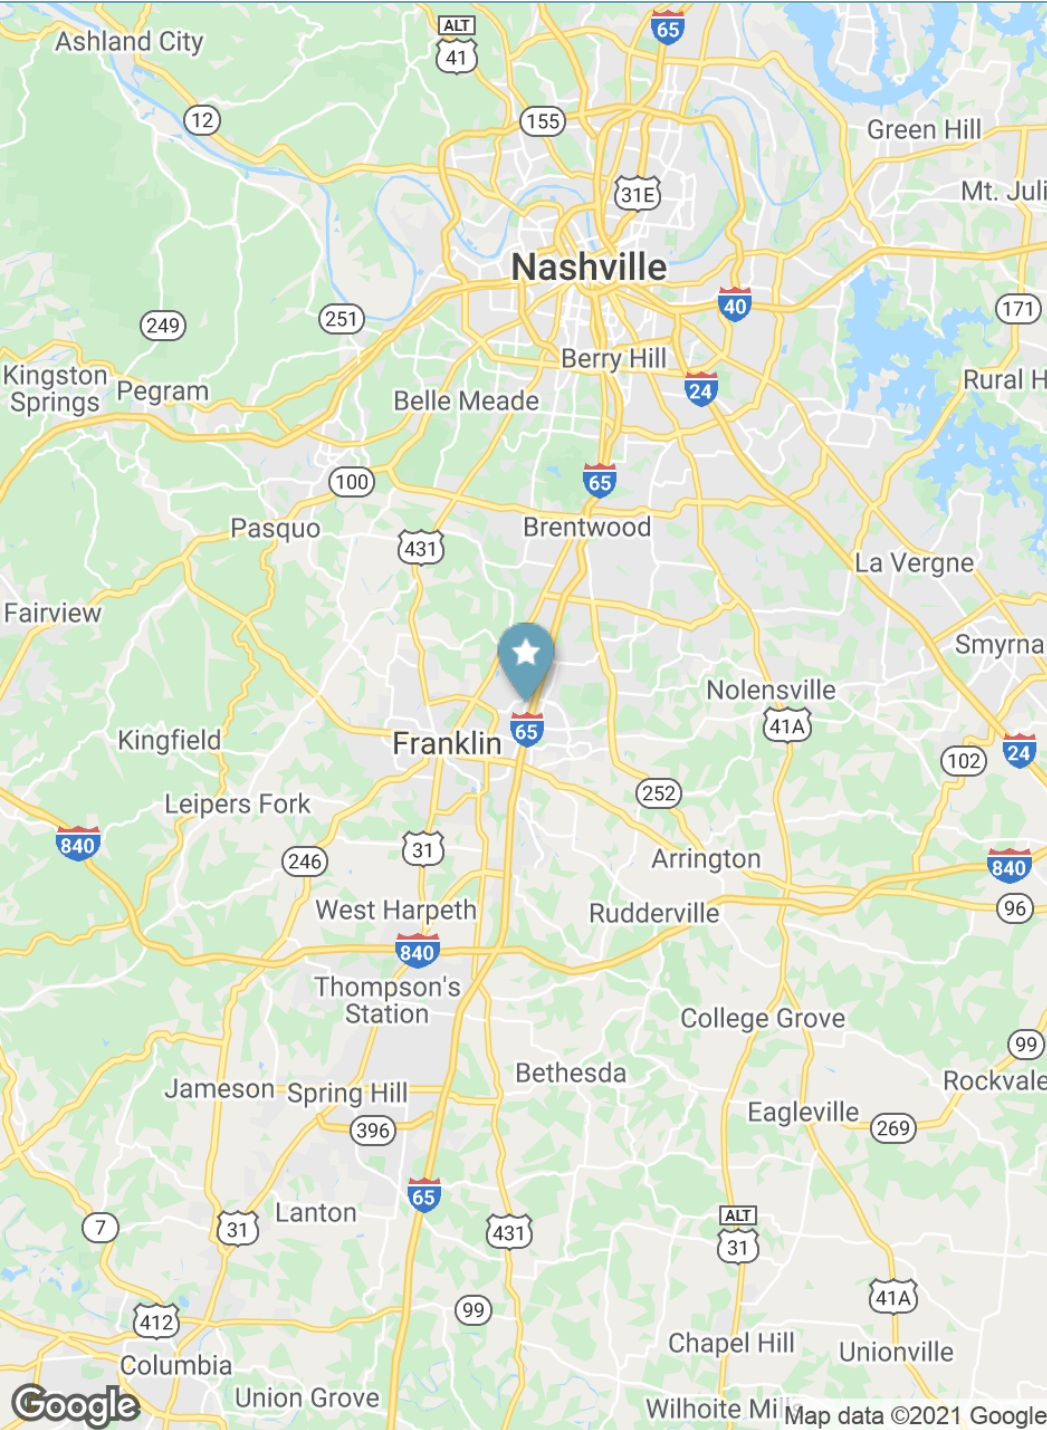 65
ALT
41
Ashland City
12
155
Green Hill
31E
Mt. Juli
Nashville
40
171
249
251
Berry Hill
Kingston
Springs
Pegram
Rural H
24
Belle Meade
65
100
Pasquo
Brentwood
431
La Vergne
Fairview
Smyrna
Nolensville
41A
65
Franklin
Kingfield
24
102
252
Leipers Fork
840
31
246
Arrington
840
96
West Harpeth
Rudderville
840
Thompson's
Station
College Grove
99
Bethesda
Rockvale
Jameson
Spring Hill
Eagleville
269
396
65
Lanton
7
31
431
ALT
31
41A
99
412
Chapel Hill
Unionville
Columbia
Union Grove
Google
Wilhoite Mills
Map data ©2021 Google